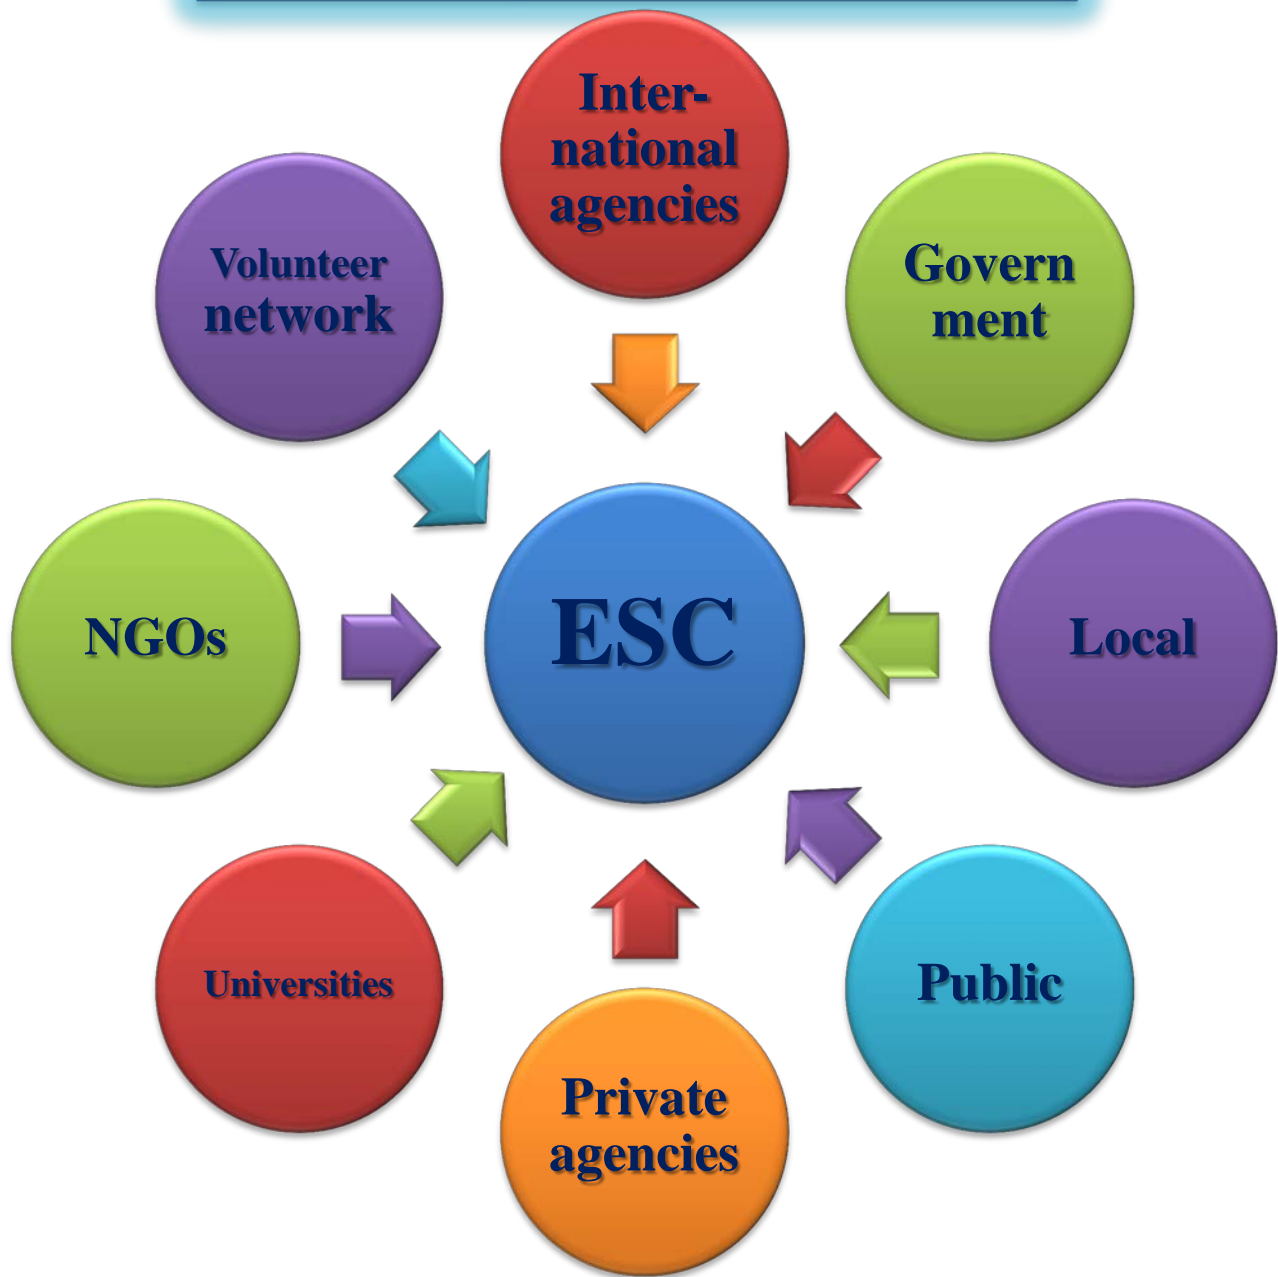 Inter-
national
agencies
Volunteer
network
Govern
ment
NGOs
ESC
Local
Universities
Public
Private
agencies